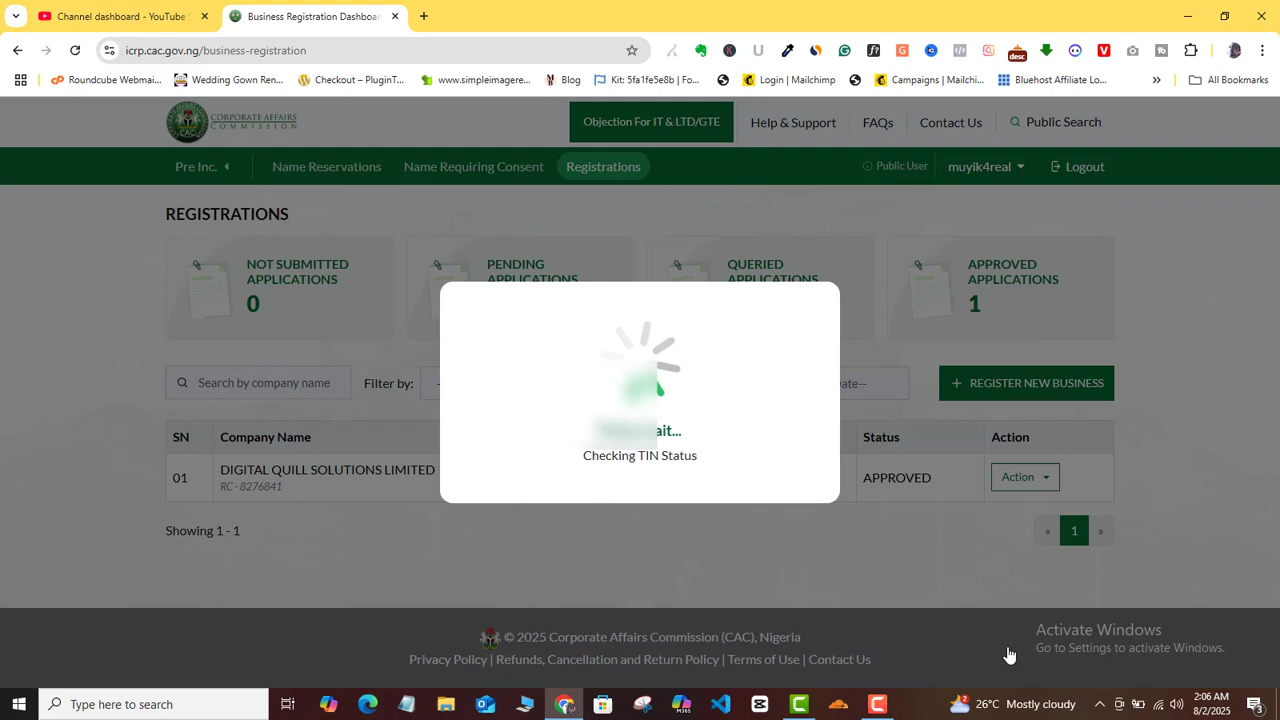 Channel dashboard - YouTube
Business Registration Dashboa
icrp.cac.gov.ng/business-registration
Roundcube Webmai...
Wedding Gown Ren...
Checkout – PluginT...
www.simpleimagere...
Blog
Kit: 5fa1fe5e8b | Fo...
Login | Mailchimp
Campaigns | Mailchi...
Bluehost Affiliate Lo...
»
All Bookmarks
CORPORATE AFFAIRS
COMMISSION
Objection For IT & LTD/GTE
Help & Support
FAQs
Contact Us
Public Search
Pre Inc.
Name Reservations
Name Requiring Consent
Registrations
Public User
muyik4real
Logout
REGISTRATIONS
NOT SUBMITTED
APPLICATIONS
0
PENDING
APPLICATIONS
QUERIED
APPLICATIONS
APPROVED
APPLICATIONS
1
Search by company name
Filter by:
Date--
+ REGISTER NEW BUSINESS
ait...
Checking TIN Status
SN
Company Name
Status
Action
01
DIGITAL QUILL SOLUTIONS LIMITED
RC - 8276841
APPROVED
Action
Showing 1 - 1
« 1 »
© 2025 Corporate Affairs Commission (CAC), Nigeria
Privacy Policy | Refunds, Cancellation and Return Policy | Terms of Use | Contact Us
Activate Windows
Go to Settings to activate Windows.
Type here to search
26°C Mostly cloudy
2:06 AM
8/2/2025